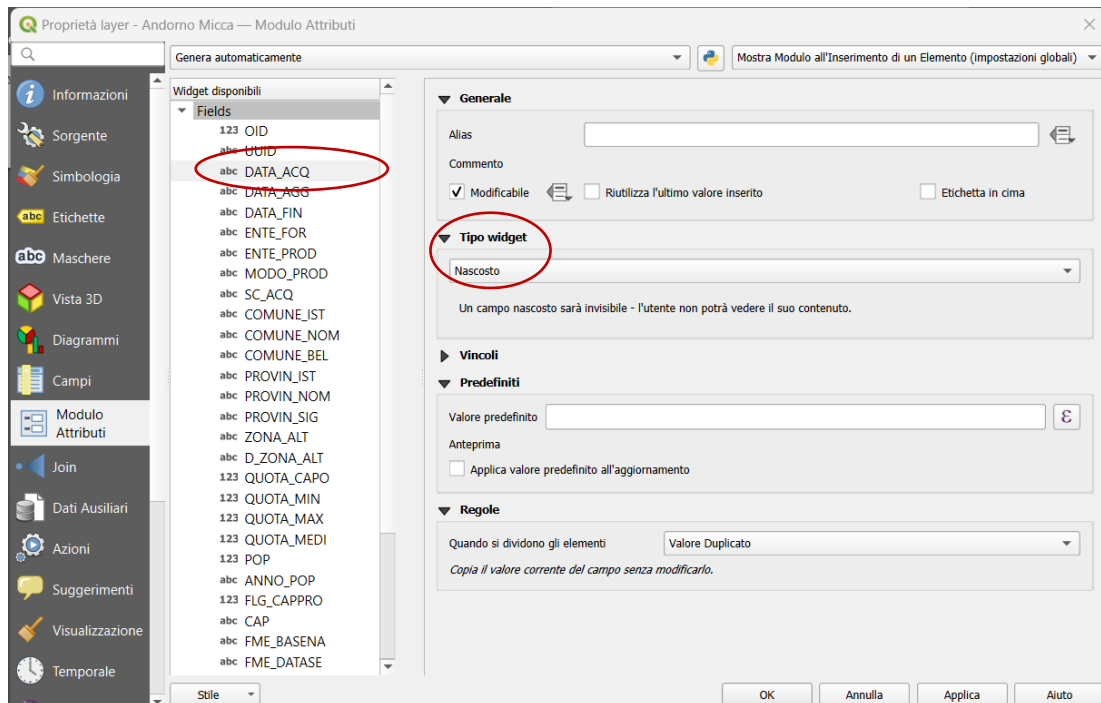 Proprietà layer - Andorno Micca — Modulo Attributi
Genera automaticamente
Mostra Modulo all'Inserimento di un Elemento (impostazioni globali)
Informazioni
Sorgente
Simbologia
abc Etichette
abc Maschere
Vista 3D
Diagrammi
Campi
Modulo
Attributi
Join
Dati Ausiliari
Azioni
Suggerimenti
Visualizzazione
Temporale
Widget disponibili
Fields
123 OID
abc UUID
abc DATA_ACQ
abc DATA_AGG
abc DATA_FIN
abc ENTE_FOR
abc ENTE_PROD
abc MODO_PROD
abc SC_ACQ
abc COMUNE_IST
abc COMUNE_NOM
abc COMUNE_BEL
abc PROVIN_IST
abc PROVIN_NOM
abc PROVIN_SIG
abc ZONA_ALT
abc D_ZONA_ALT
123 QUOTA_CAPO
123 QUOTA_MIN
123 QUOTA_MAX
123 QUOTA_MEDI
123 POP
abc ANNO_POP
123 FLG_CAPPRO
abc CAP
abc FME_BASENA
abc FME_DATASE
Generale
Alias
Commento
Modificabile Riutilizza l'ultimo valore inserito Etichetta in cima
Tipo widget
Nascosto
Un campo nascosto sarà invisibile - l'utente non potrà vedere il suo contenuto.
Vincoli
Predefiniti
Valore predefinito ε
Anteprima
Applica valore predefinito all'aggiornamento
Regole
Quando si dividono gli elementi Valore Duplicato
Copia il valore corrente del campo senza modificarlo.
Stile OK Annulla Applica Aiuto